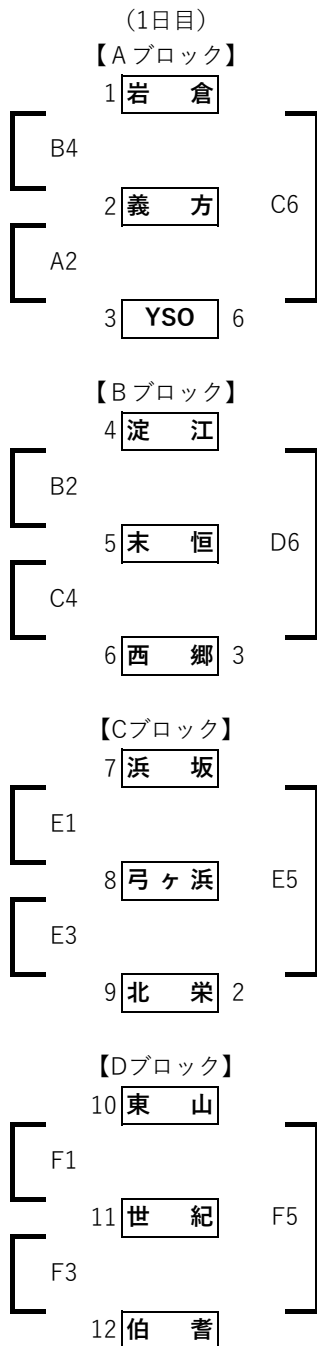 (1日目)
【Aブロック】
1 岩　倉
B4
2 義　方 C6
A2
3 YSO 6
【Bブロック】
4 淀　江
B2
5 末　恒 D6
C4
6 西　郷 3
【Cブロック】
7 浜　坂
E1
8 弓ヶ浜 E5
E3
9 北　栄 2
【Dブロック】
10 東　山
F1
11 世　紀 F5
F3
12 伯　耆